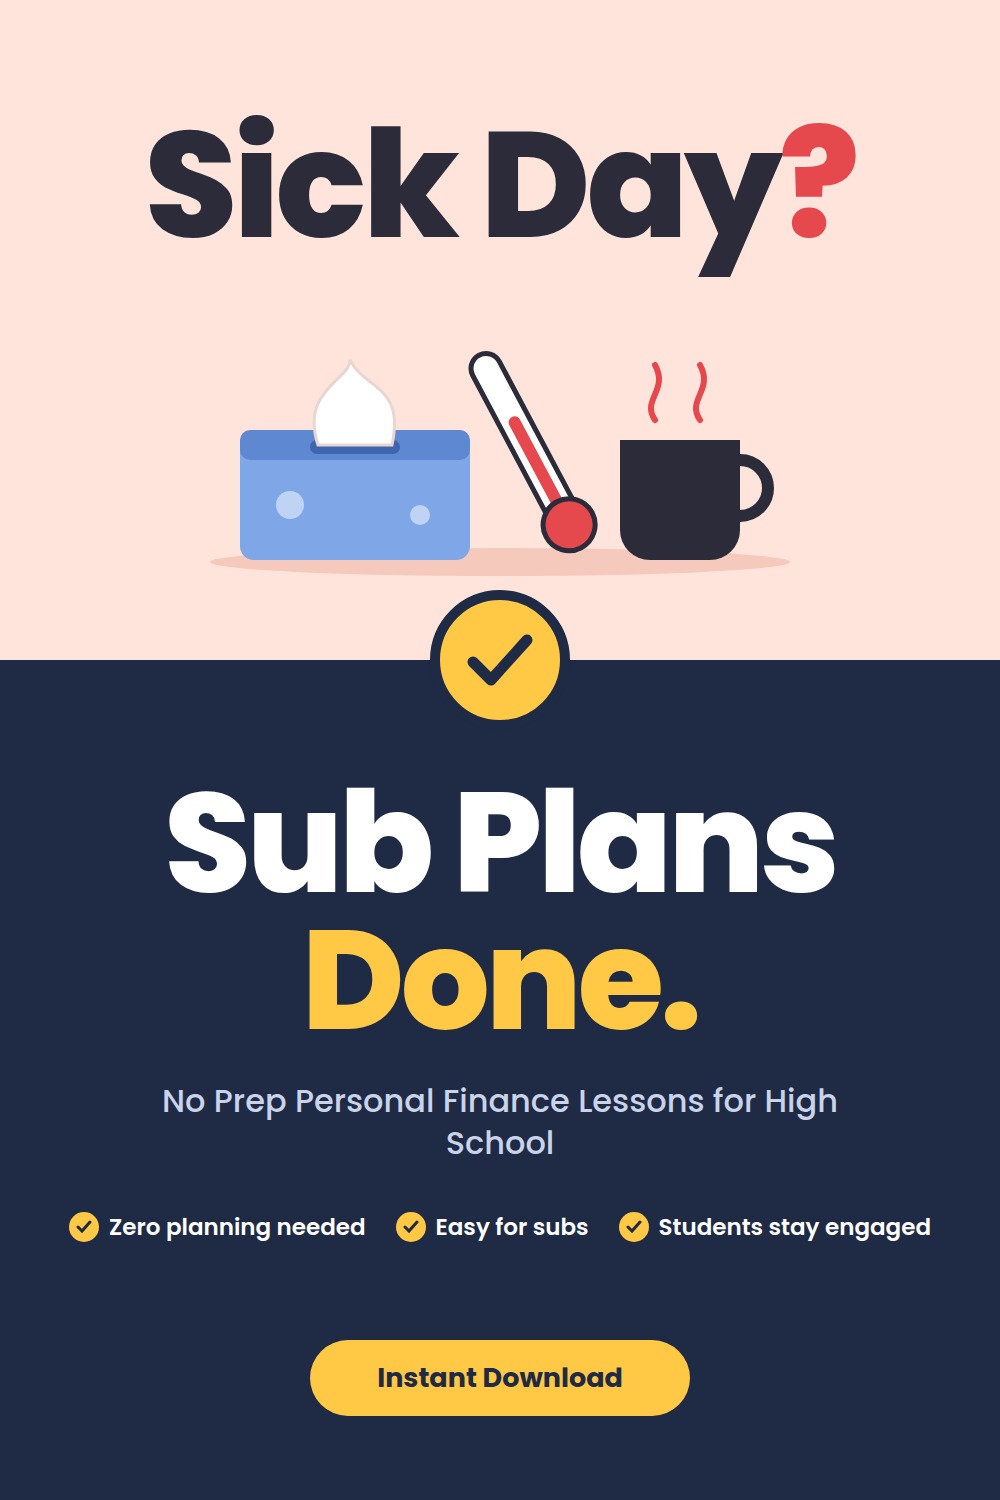 Sick Day?
Sub Plans
Done.
No Prep Personal Finance Lessons for High
School
Zero planning needed Easy for subs Students stay engaged
Instant Download